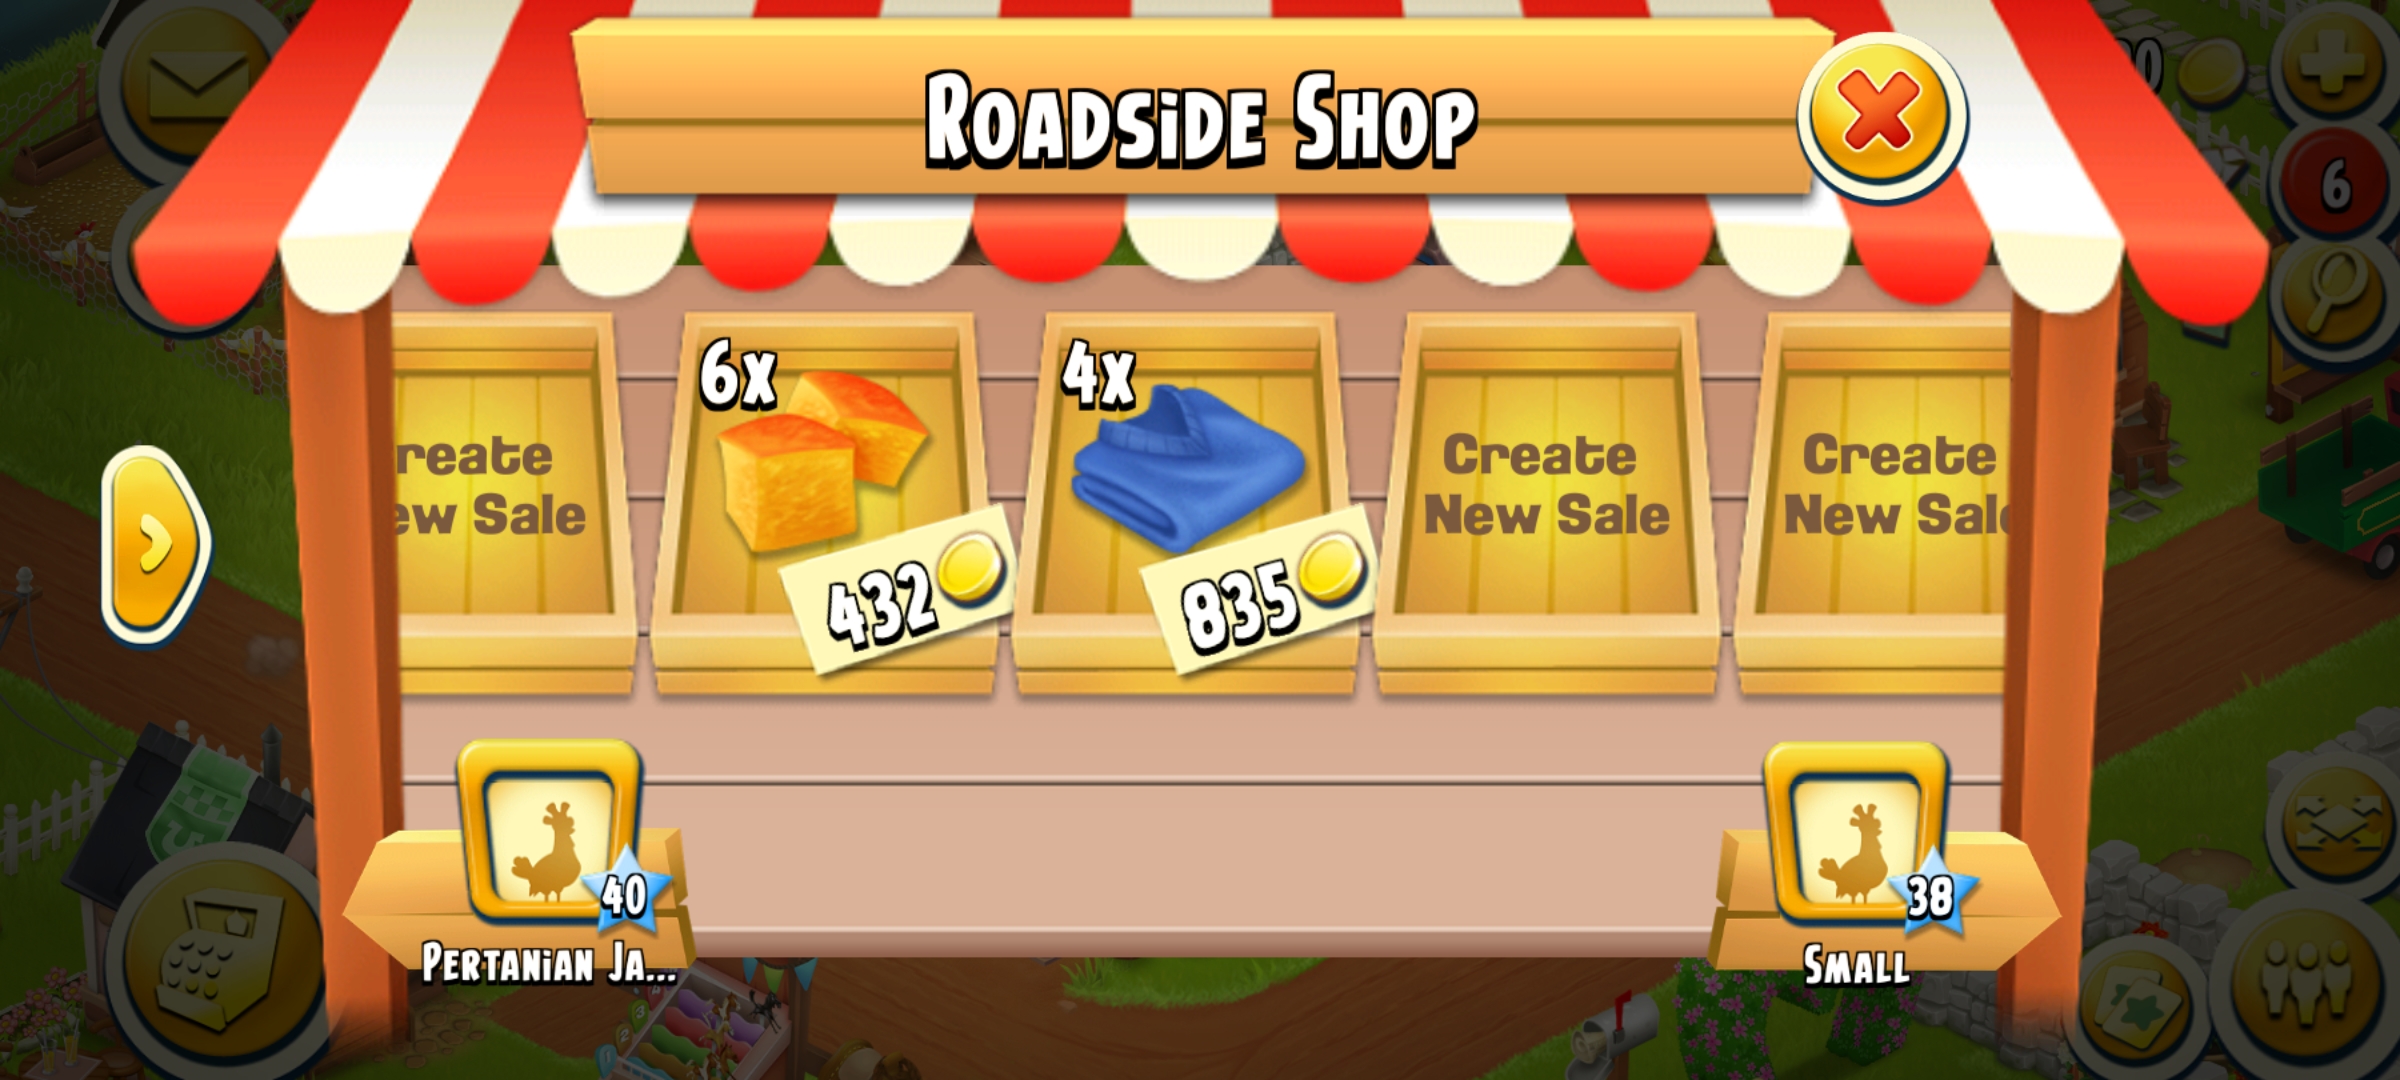 Roadside Shop
6
6x
4x
reate
ew Sale
Create
New Sale
Create
New Sale
432
835
40
38
Pertanian Ja...
Small